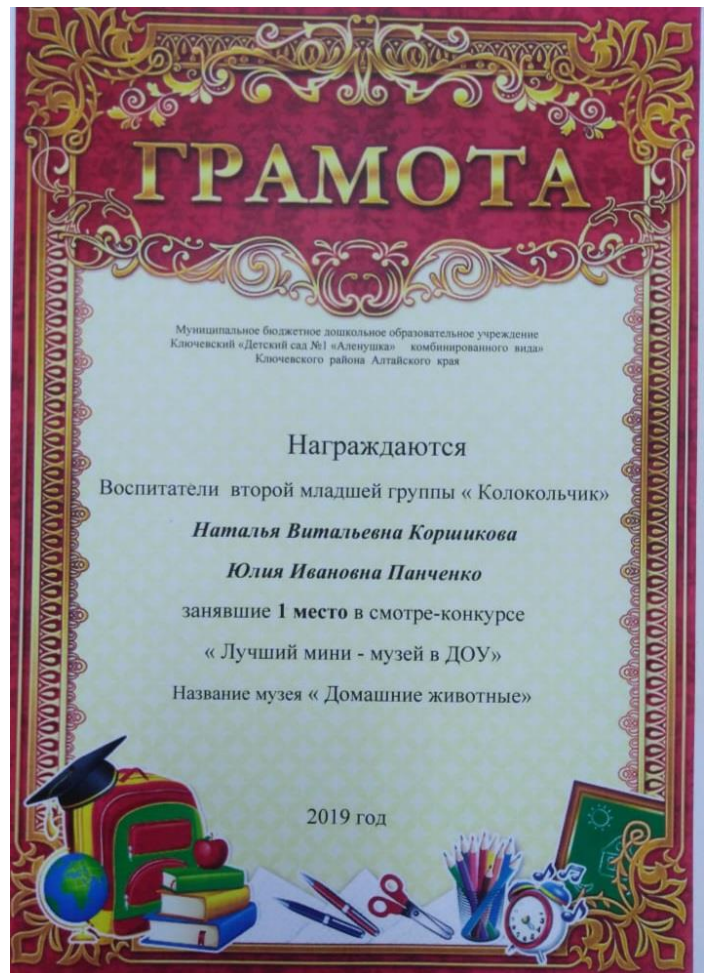 ГРАМОТА
Муниципальное бюджетное дошкольное образовательное учреждение
Ключевский «Детский сад №1 «Аленушка» комбинированного вида»
Ключевского района Алтайского края
Награждаются
Воспитатели второй младшей группы « Колокольчик»
Наталья Витальевна Коршикова
Юлия Ивановна Панченко
занявшие 1 место в смотре-конкурсе
« Лучший мини - музей в ДОУ»
Название музея « Домашние животные»
2019 год